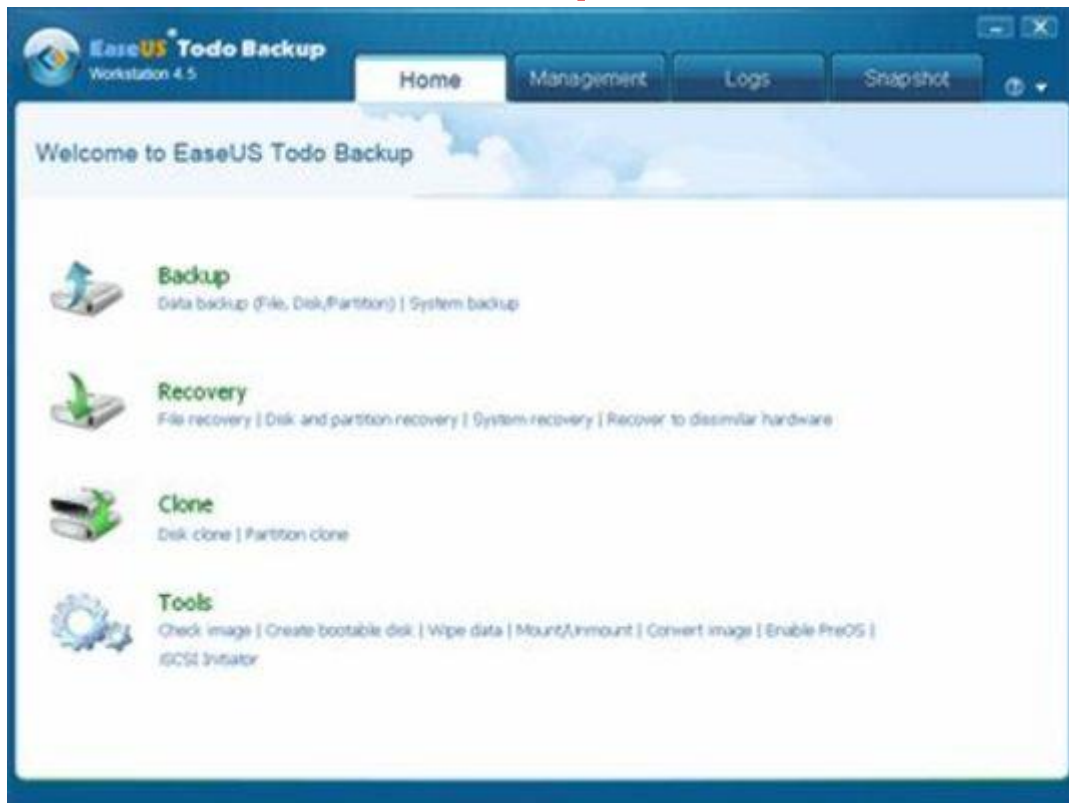 EaseUS® Todo Backup
Workstation 4.5
Home
Management
Logs
Snapshot
Welcome to EaseUS Todo Backup
Backup
Data backup (File, Disk/Partition) | System backup
Recovery
File recovery | Disk and partition recovery | System recovery | Recover to dissimilar hardware
Clone
Disk clone | Partition clone
Tools
Check image | Create bootable disk | Wipe data | Mount/Unmount | Convert image | Enable PreOS |
iSCSI Initiator